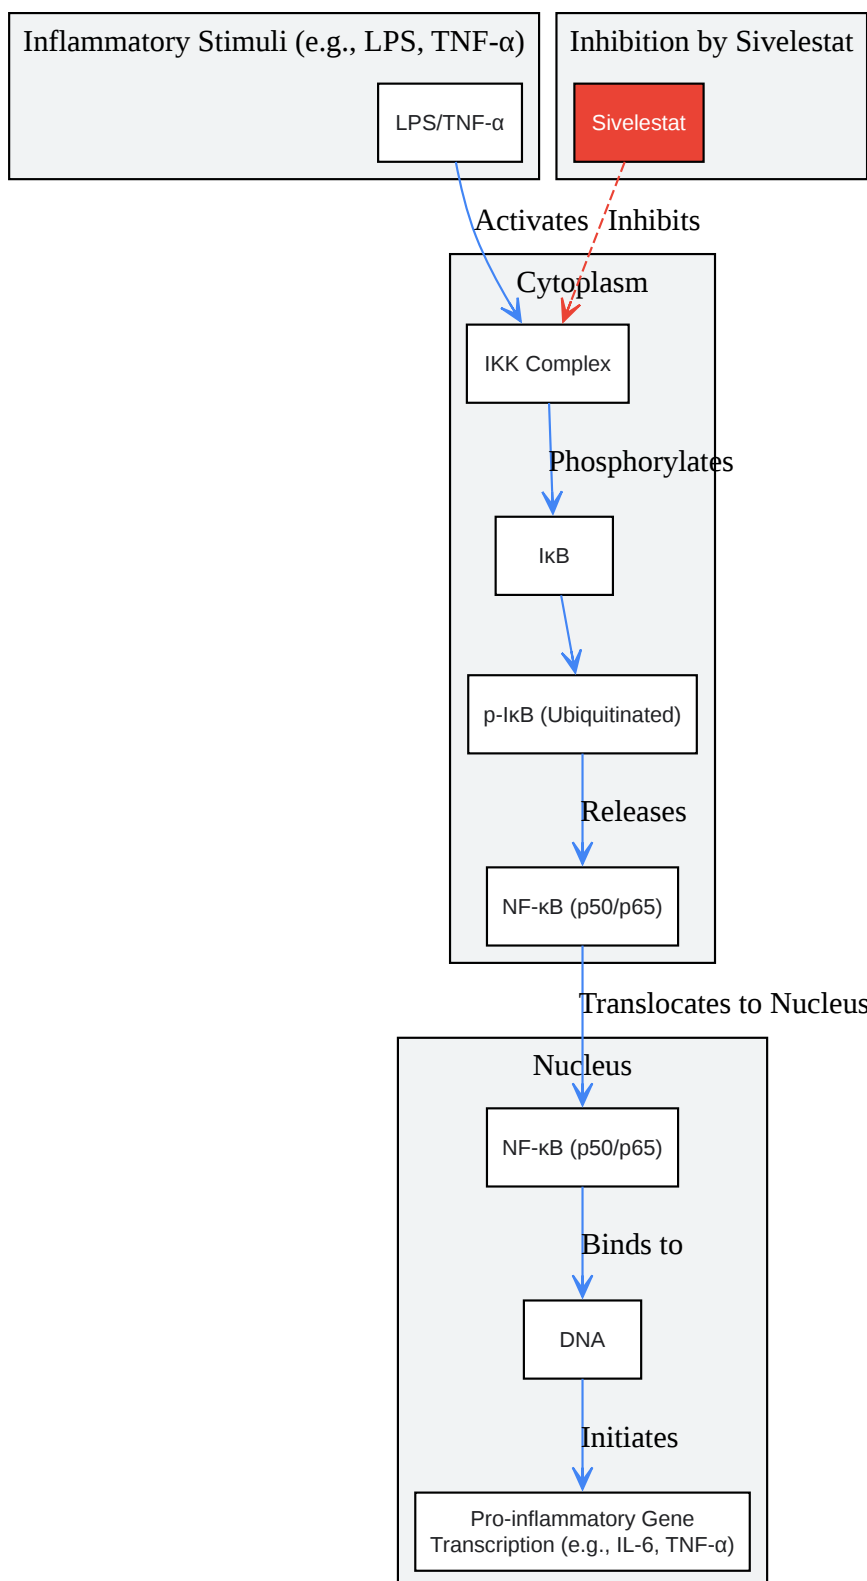 Inflammatory Stimuli (e.g., LPS, TNF-α)
Inhibition by Sivelestat
LPS/TNF-α
Sivelestat
Activates
Inhibits
Cytoplasm
IKK Complex
Phosphorylates
IκB
p-IκB (Ubiquitinated)
Releases
NF-κB (p50/p65)
Translocates to Nucleus
Nucleus
NF-κB (p50/p65)
Binds to
DNA
Initiates
Pro-inflammatory Gene
Transcription (e.g., IL-6, TNF-α)